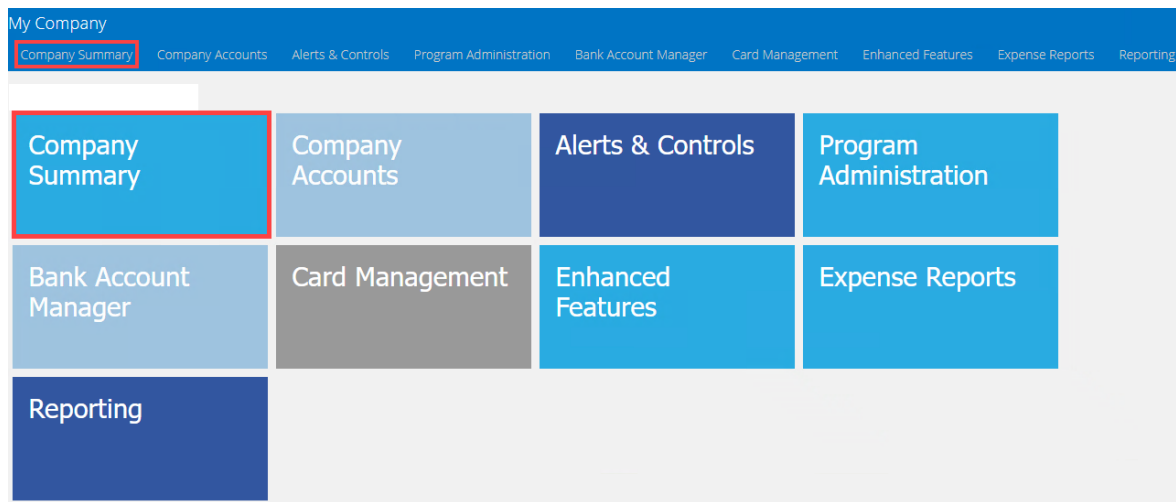 My Company
Company Summary Company Accounts Alerts & Controls Program Administration Bank Account Manager Card Management Enhanced Features Expense Reports Reporting
Company
Summary
Company
Accounts
Alerts & Controls
Program
Administration
Bank Account
Manager
Card Management
Enhanced
Features
Expense Reports
Reporting